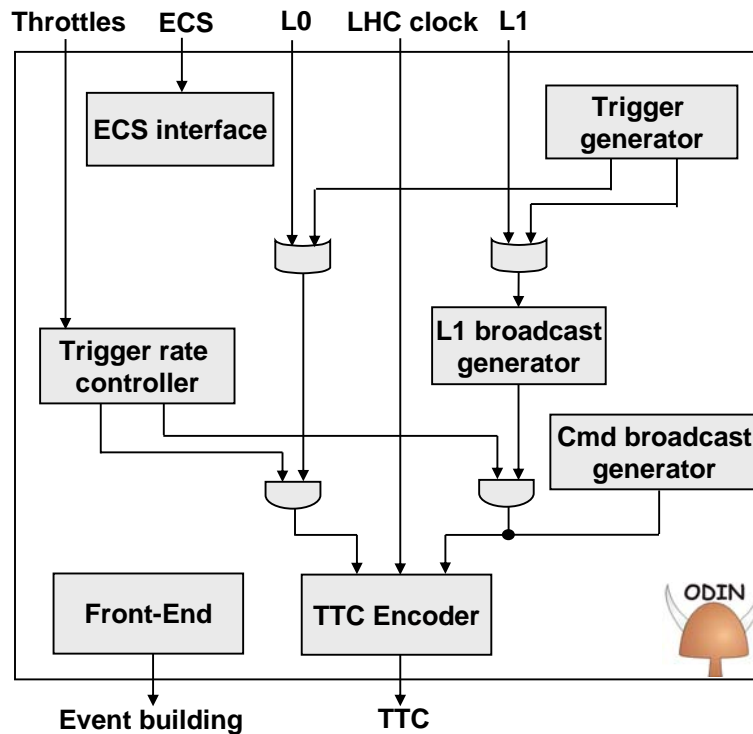 Throttles ECS L0 LHC clock L1
ECS interface
Trigger
generator
L1 broadcast
generator
Trigger rate
controller
Cmd broadcast
generator
Front-End
TTC Encoder
ODIN
Event building
TTC